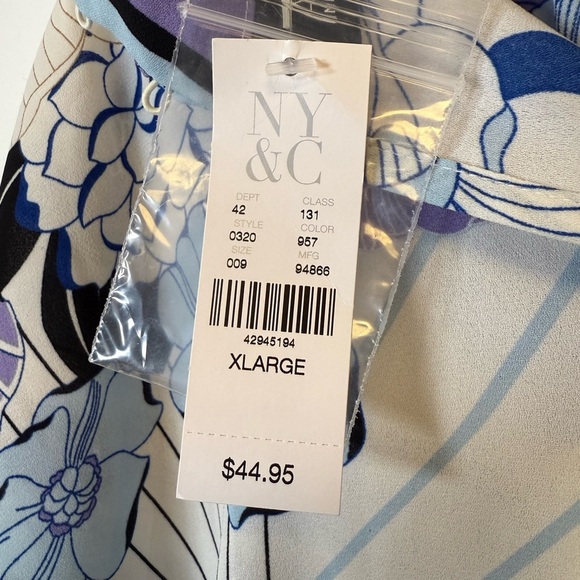 NY
&C
DEPT CLASS
42 131
STYLE COLOR
0320 957
SIZE MFG
009 94866
42945194
XLARGE
$44.95